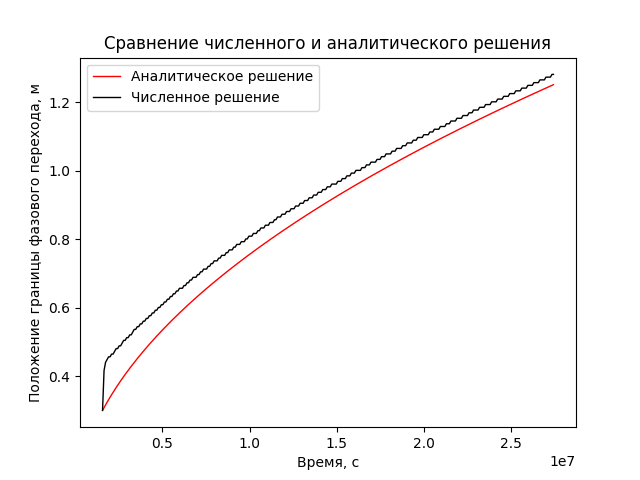 Сравнение численного и аналитического решения
Аналитическое решение
Численное решение
Положение границы фазового перехода, м
1.2
1.0
0.8
0.6
0.4
0.5
1.0
1.5
2.0
2.5
1e7
Время, с